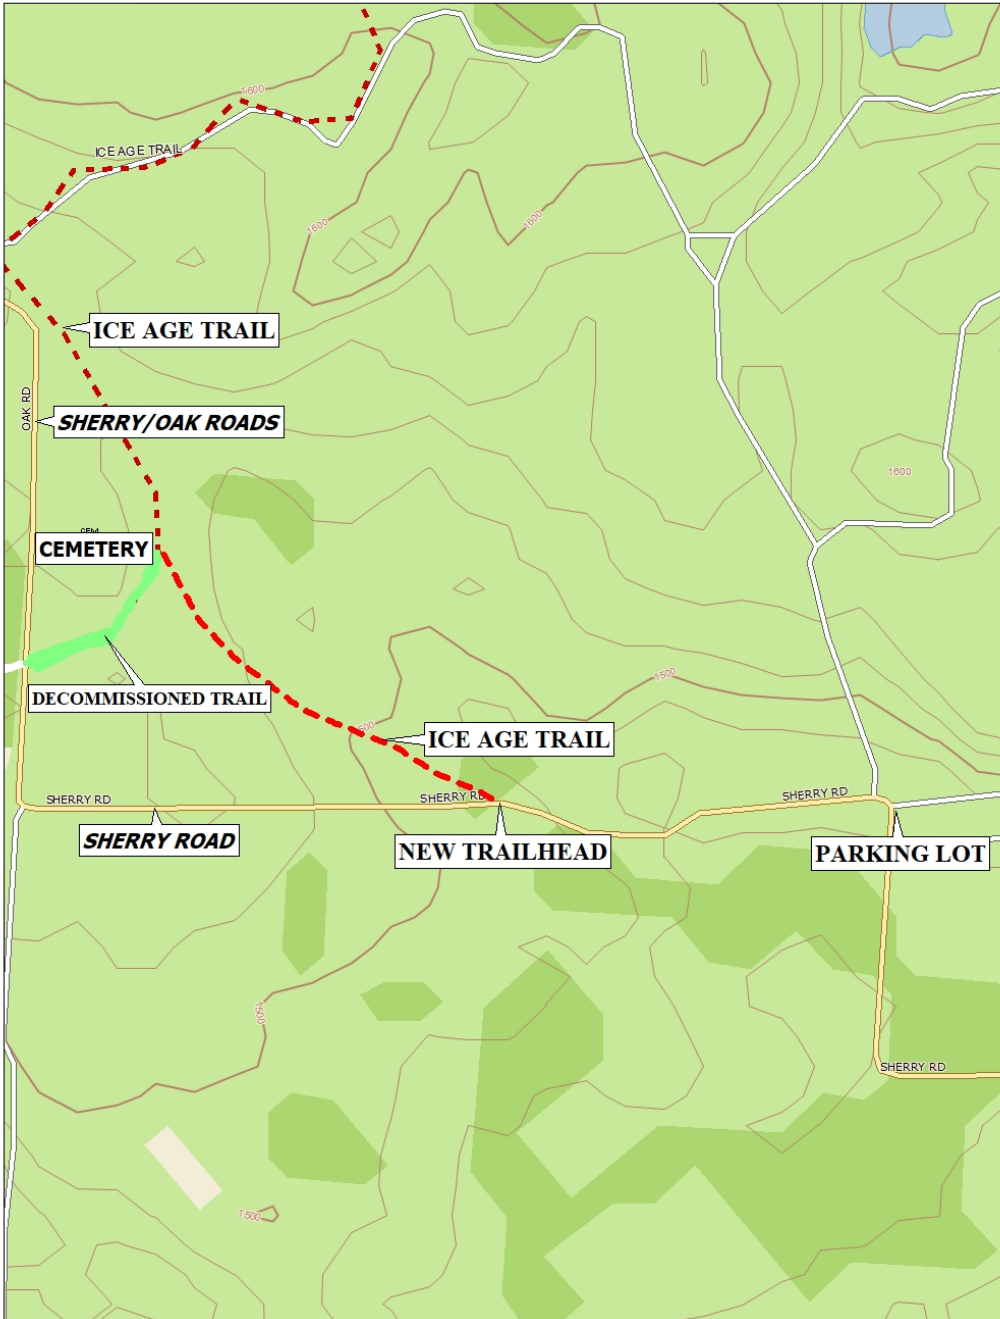 1600
ICE AGE TRAIL
1600
1600
ICE AGE TRAIL
OAK RD
SHERRY/OAK ROADS
1600
CEM
CEMETERY
1500
DECOMMISSIONED TRAIL
1500
ICE AGE TRAIL
SHERRY RD
SHERRY RD
SHERRY RD
SHERRY ROAD
NEW TRAILHEAD
PARKING LOT
1500
SHERRY RD
1500